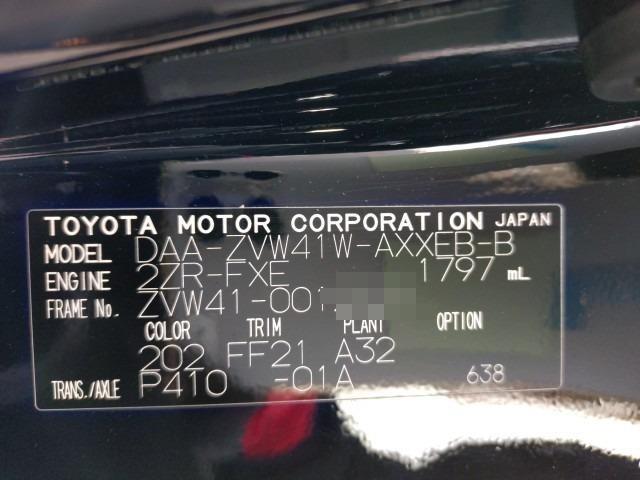 TOYOTA MOTOR CORPORATION JAPAN
MODEL DAA-ZVW41W-AXXEB-B
ENGINE 2ZR-FXE 1797 mL
FRAME No. ZVW41-001
COLOR TRIM PLANT OPTION
202 FF21 A32
TRANS./AXLE P410 -01A 638